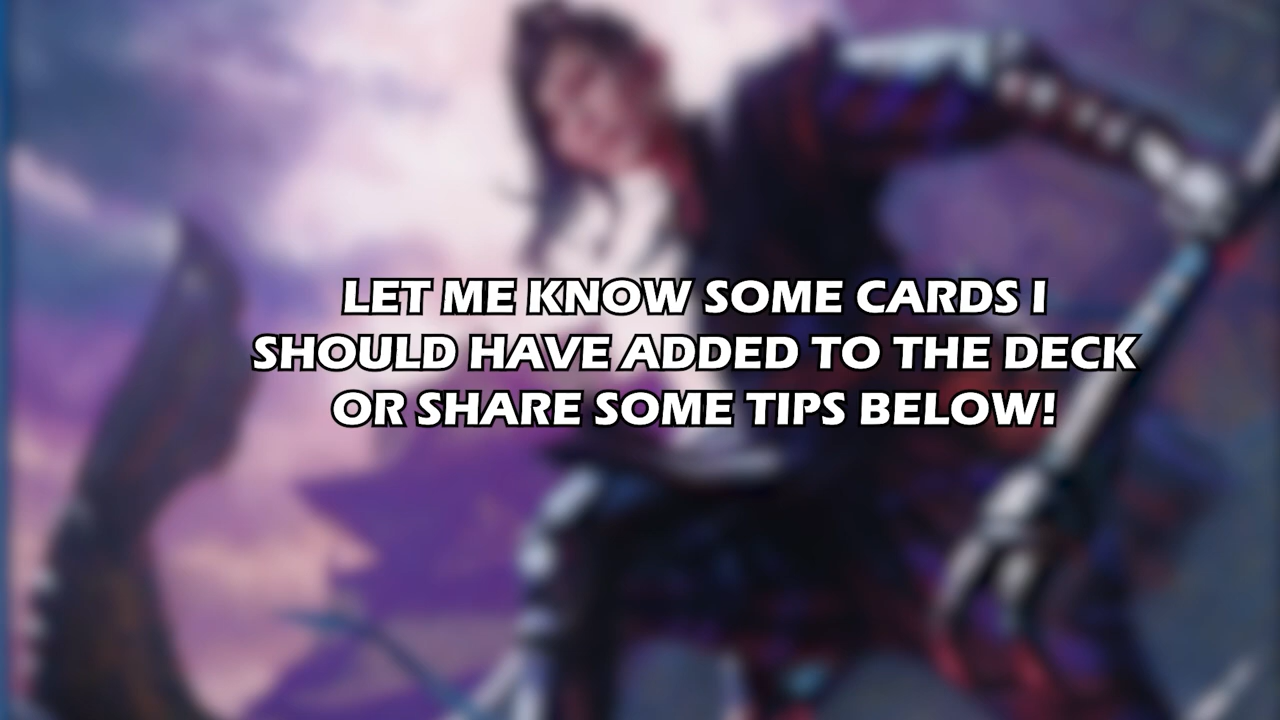 LET ME KNOW SOME CARDS I
SHOULD HAVE ADDED TO THE DECK
OR SHARE SOME TIPS BELOW!